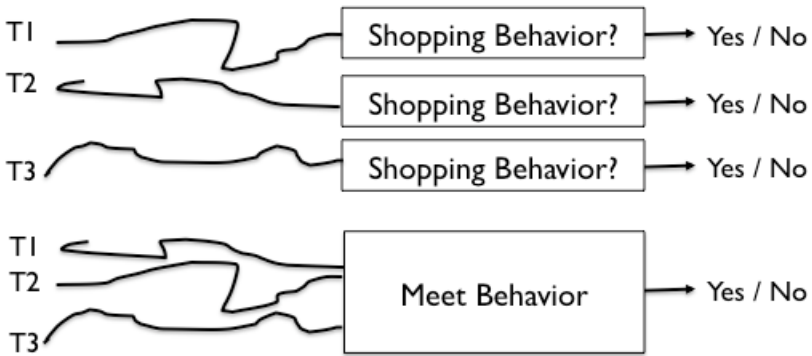 T1 Shopping Behavior? Yes / No
T2 Shopping Behavior? Yes / No
T3 Shopping Behavior? Yes / No
T1
T2 Meet Behavior Yes / No
T3